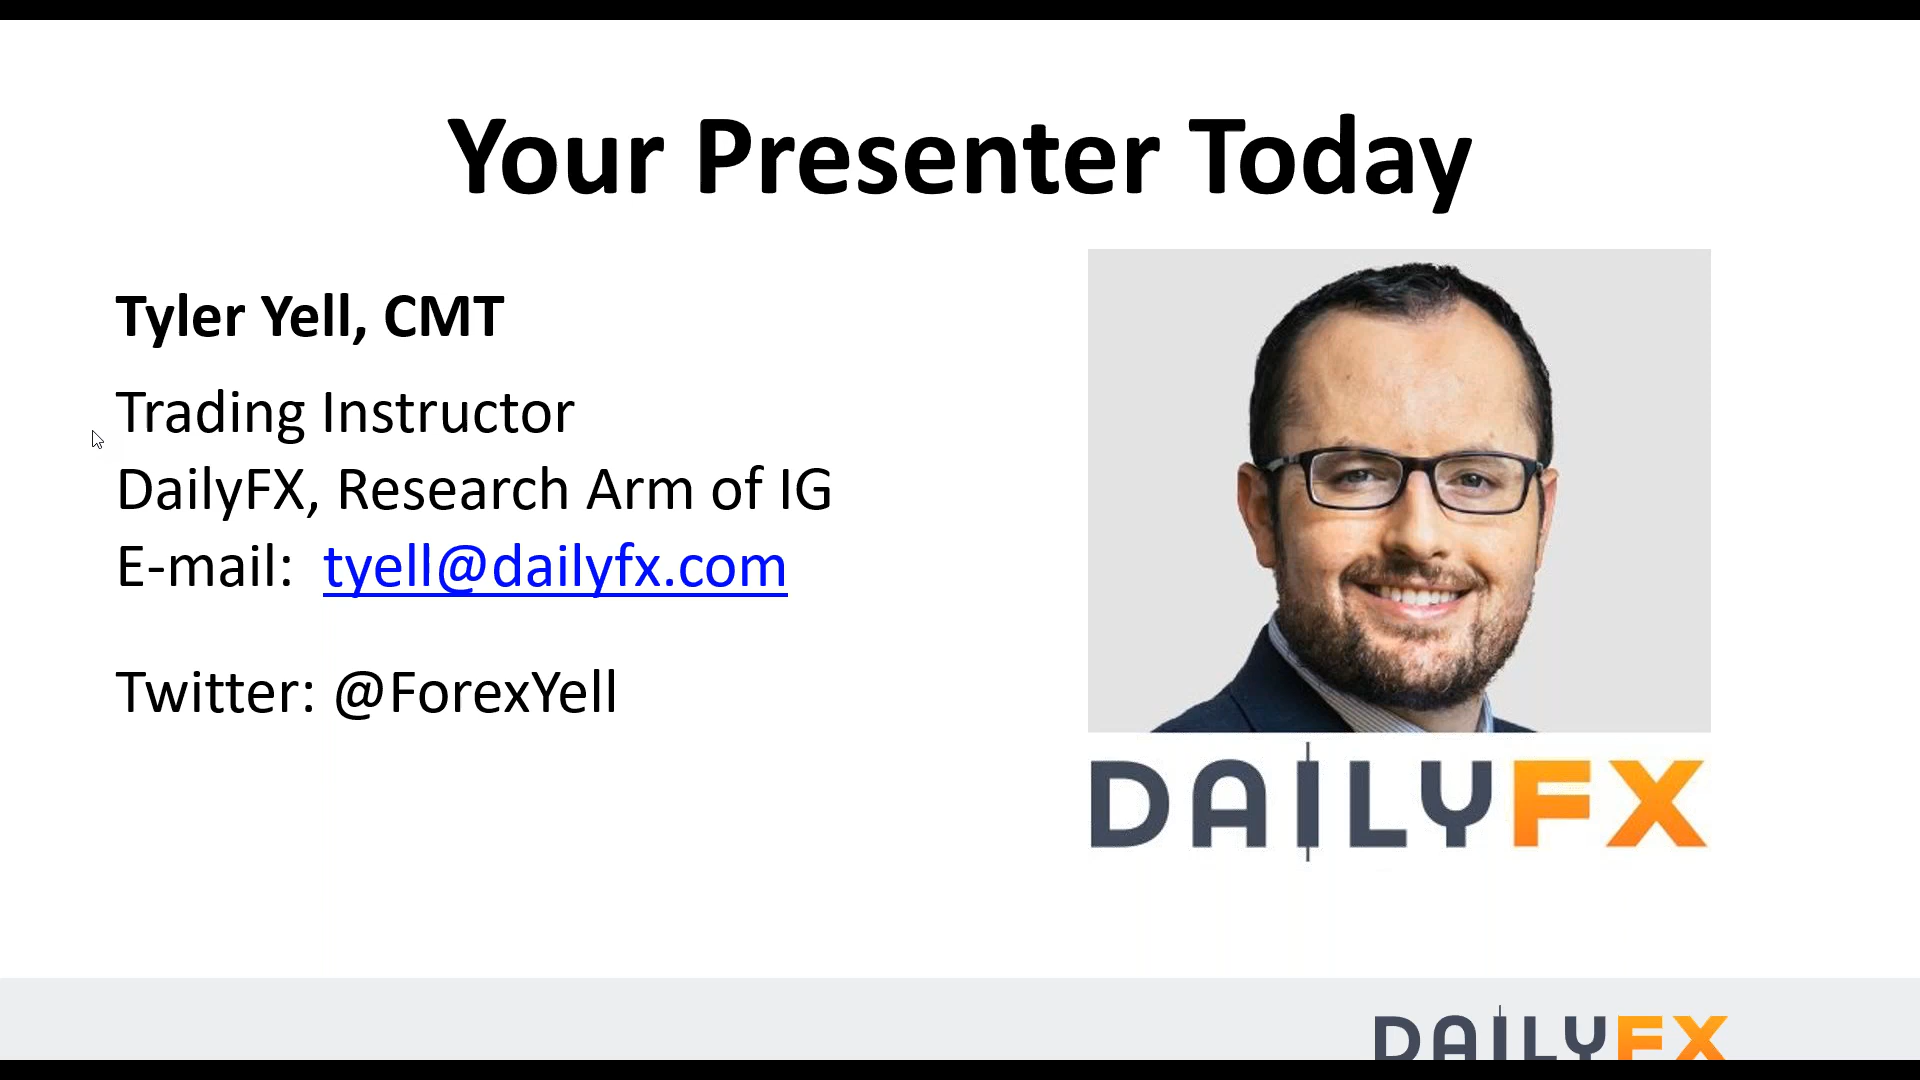 Your Presenter Today
Tyler Yell, CMT
Trading Instructor
DailyFX, Research Arm of IG
E-mail: tyell@dailyfx.com
Twitter: @ForexYell
DAILYFX
DAILYFX